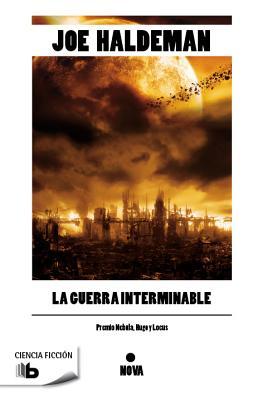 JOE HALDEMAN
LA GUERRA INTERMINABLE
Premio Nebula, Hugo y Locus
CIENCIA FICCIÓN
b
NOVA